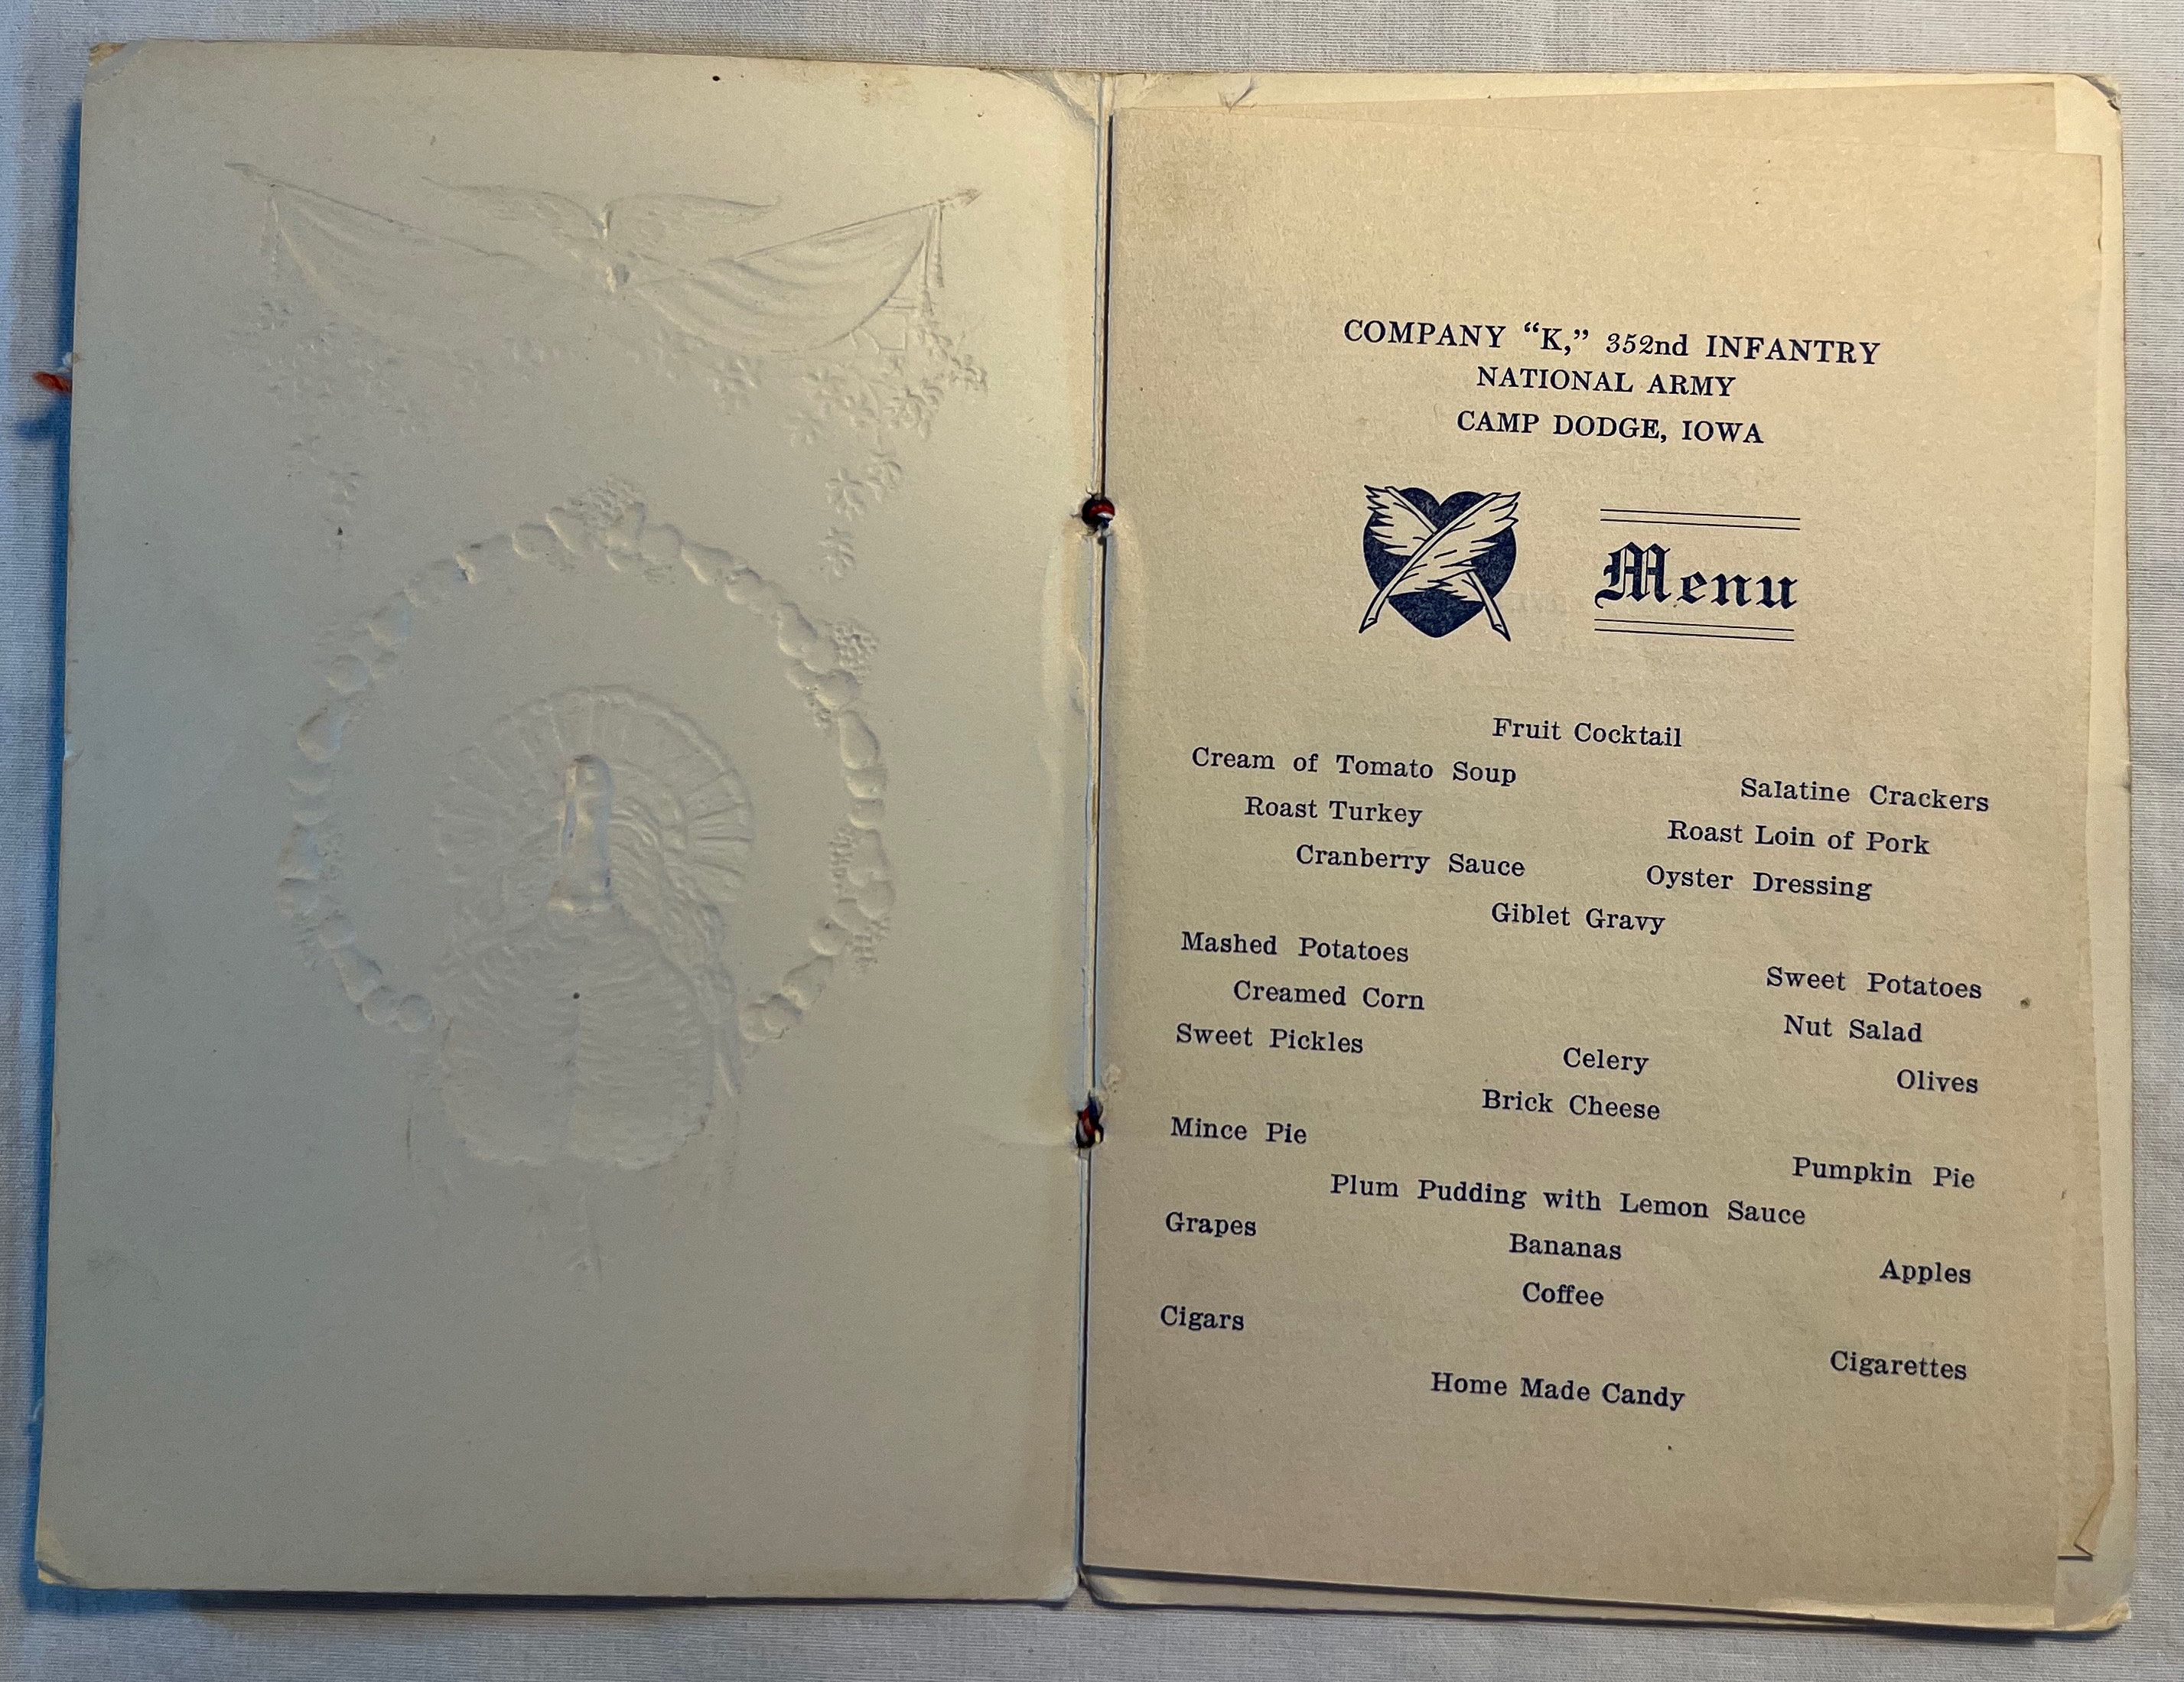 COMPANY “K,” 352nd INFANTRY
NATIONAL ARMY
CAMP DODGE, IOWA
Menu
Fruit Cocktail
Cream of Tomato Soup Salatine Crackers
Roast Turkey Roast Loin of Pork
Cranberry Sauce Oyster Dressing
Giblet Gravy
Mashed Potatoes Sweet Potatoes
Creamed Corn Nut Salad
Sweet Pickles Celery Olives
Brick Cheese
Mince Pie Pumpkin Pie
Plum Pudding with Lemon Sauce
Grapes Bananas Apples
Coffee
Cigars Cigarettes
Home Made Candy